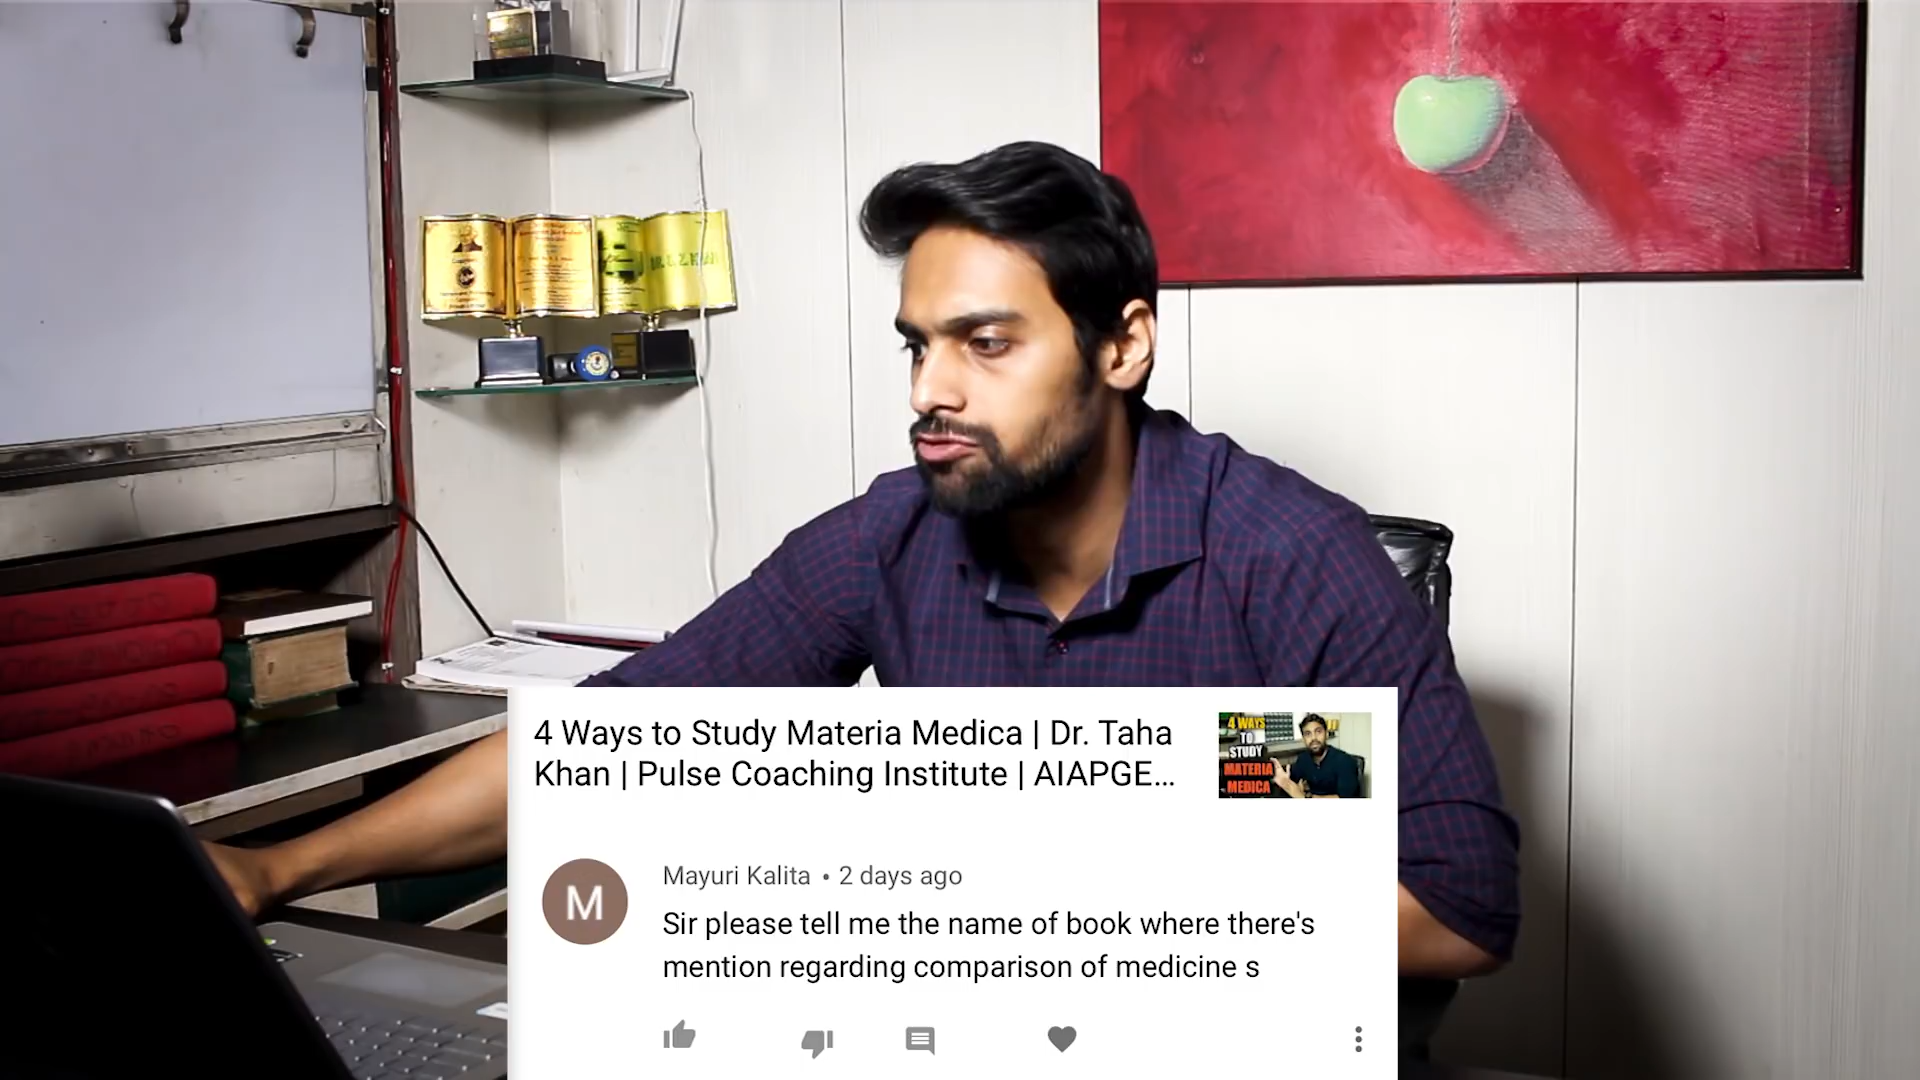 4 Ways to Study Materia Medica | Dr. Taha
Khan | Pulse Coaching Institute | AIAPGE...
4 WAYS
TO
STUDY
MATERIA
MEDICA
Mayuri Kalita • 2 days ago
M
Sir please tell me the name of book where there's
mention regarding comparison of medicine s